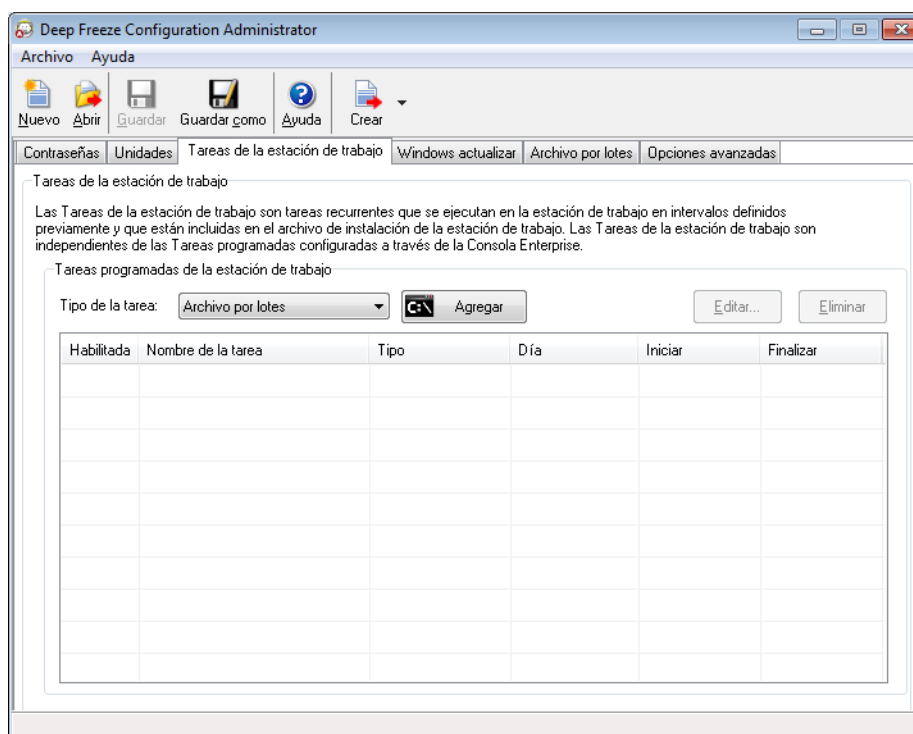 Deep Freeze Configuration Administrator
Archivo Ayuda
Nuevo Abrir Guardar Guardar como Ayuda Crear
Contraseñas Unidades Tareas de la estación de trabajo Windows actualizar Archivo por lotes Opciones avanzadas
Tareas de la estación de trabajo
Las Tareas de la estación de trabajo son tareas recurrentes que se ejecutan en la estación de trabajo en intervalos definidos
previamente y que están incluidas en el archivo de instalación de la estación de trabajo. Las Tareas de la estación de trabajo son
independientes de las Tareas programadas configuradas a través de la Consola Enterprise.
Tareas programadas de la estación de trabajo
Tipo de la tarea: Archivo por lotes C:\ Agregar Editar... Eliminar
Habilitada Nombre de la tarea Tipo Día Iniciar Finalizar